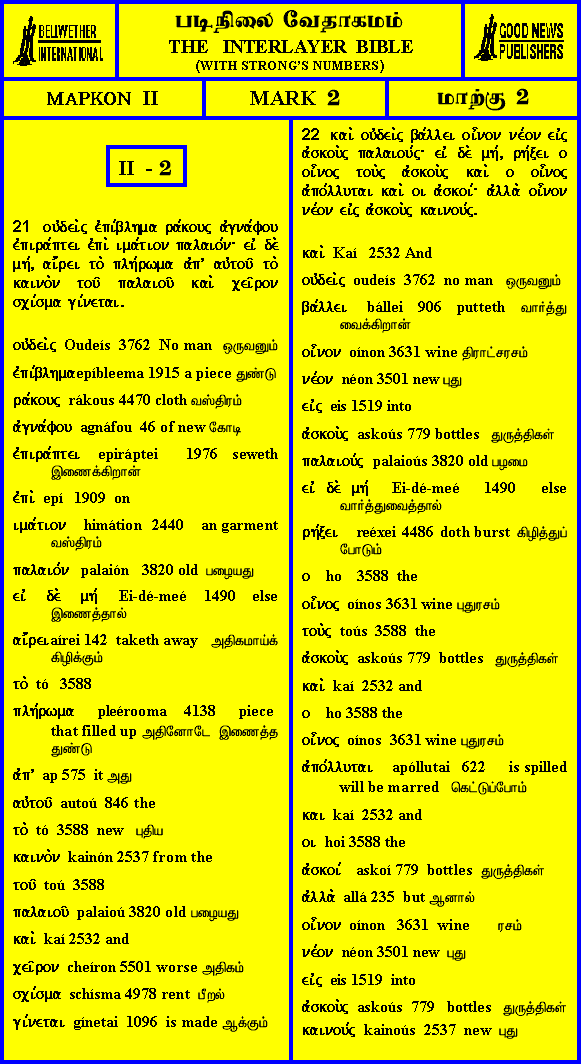 BELLWETHER
INTERNATIONAL
படிநிலை வேதாகமம்
THE INTERLAYER BIBLE
(WITH STRONG'S NUMBERS)
GOOD NEWS
PUBLISHERS
ΜΑΡΚΟΝ II
MARK 2
மாற்கு 2
II - 2
21 οὐδεὶς ἐπίβλημα ράκους ἀγνάφου
ἐπιράπτει ἐπὶ ιμάτιον παλαιόν· εἰ δὲ
μή, αἴρει τὸ πλήρωμα ἀπ' αὐτοῦ τὸ
καινὸν τοῦ παλαιοῦ καὶ χεῖρον
σχίσμα γίνεται.
οὐδεὶς Oudeís 3762 No man ஒருவனும்
ἐπίβλημα epíbleema 1915 a piece துண்டு
ράκους rákous 4470 cloth வஸ்திரம்
ἀγνάφου agnáfou 46 of new கோடி
ἐπιράπτει epiráptei 1976 seweth
இணைக்கிறான்
ἐπὶ epí 1909 on
ιμάτιον himátion 2440 an garment
வஸ்திரம்
παλαιόν palaión 3820 old பழையது
εἰ δὲ μή Ei-dé-meé 1490 else
இணைத்தால்
αἴρει aírei 142 taketh away அதிகமாய்க்
கிழிக்கும்
τὸ tó 3588
πλήρωμα pleérooma 4138 piece
that filled up அதினோடே இணைத்த
துண்டு
ἀπ' ap 575 it அது
αὐτοῦ autoú 846 the
τὸ tó 3588 new புதிய
καινὸν kainón 2537 from the
τοῦ toú 3588
παλαιοῦ palaioú 3820 old பழையது
καὶ kaí 2532 and
χεῖρον cheíron 5501 worse அதிகம்
σχίσμα schísma 4978 rent பீறல்
γίνεται gínetai 1096 is made ஆக்கும்
22 καὶ οὐδεὶς βάλλει οἶνον νέον εἰς
ἀσκοὺς παλαιούς· εἰ δὲ μή, ρήξει ο
οἶνος τοὺς ἀσκοὺς καὶ ο οἶνος
ἀπόλλυται καὶ οι ἀσκοί· ἀλλὰ οἶνον
νέον εἰς ἀσκοὺς καινούς.
καὶ Kaí 2532 And
οὐδεὶς oudeís 3762 no man ஒருவனும்
βάλλει bállei 906 putteth வார்த்து
வைக்கிறான்
οἶνον oínon 3631 wine திராட்சரசம்
νέον néon 3501 new புது
εἰς eis 1519 into
ἀσκοὺς askoús 779 bottles துருத்திகள்
παλαιούς palaioús 3820 old பழமை
εἰ δὲ μή Ei-dé-meé 1490 else
வார்த்துவைத்தால்
ρήξει reéxei 4486 doth burst கிழித்துப்
போடும்
ο ho 3588 the
οἶνος oínos 3631 wine புதுரசம்
τοὺς toús 3588 the
ἀσκοὺς askoús 779 bottles துருத்திகள்
καὶ kaí 2532 and
ο ho 3588 the
οἶνος oínos 3631 wine புதுரசம்
ἀπόλλυται apóllutai 622 is spilled
will be marred கெட்டுப்போம்
και kaí 2532 and
οι hoi 3588 the
ἀσκοί askoí 779 bottles துருத்திகள்
ἀλλὰ allá 235 but ஆனால்
οἶνον oínon 3631 wine ரசம்
νέον néon 3501 new புது
εἰς eis 1519 into
ἀσκοὺς askoús 779 bottles துருத்திகள்
καινούς kainoús 2537 new புது